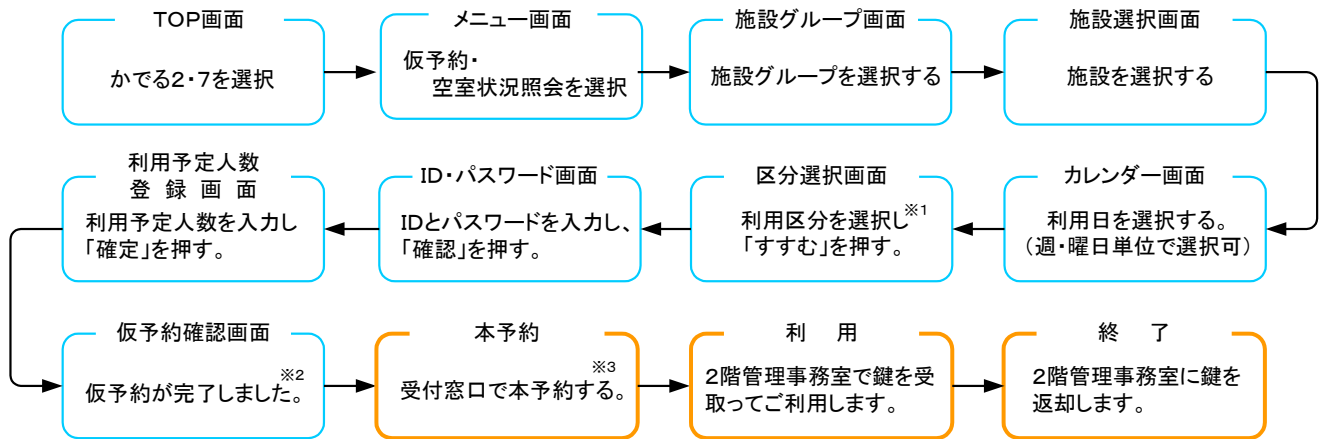 TOP画面
かでる2・7を選択
メニュー画面
仮予約・
空室状況照会を選択
施設グループ画面
施設グループを選択する
施設選択画面
施設を選択する
カレンダー画面
利用日を選択する。
(週・曜日単位で選択可)
区分選択画面
利用区分を選択し※1
「すすむ」を押す。
ID・パスワード画面
IDとパスワードを入力し、
「確認」を押す。
利用予定人数
登 録 画 面
利用予定人数を入力し
「確定」を押す。
仮予約確認画面
仮予約が完了しました。※2
本予約
受付窓口で本予約する。※3
利 用
2階管理事務室で鍵を受
取ってご利用します。
終 了
2階管理事務室に鍵を
返却します。